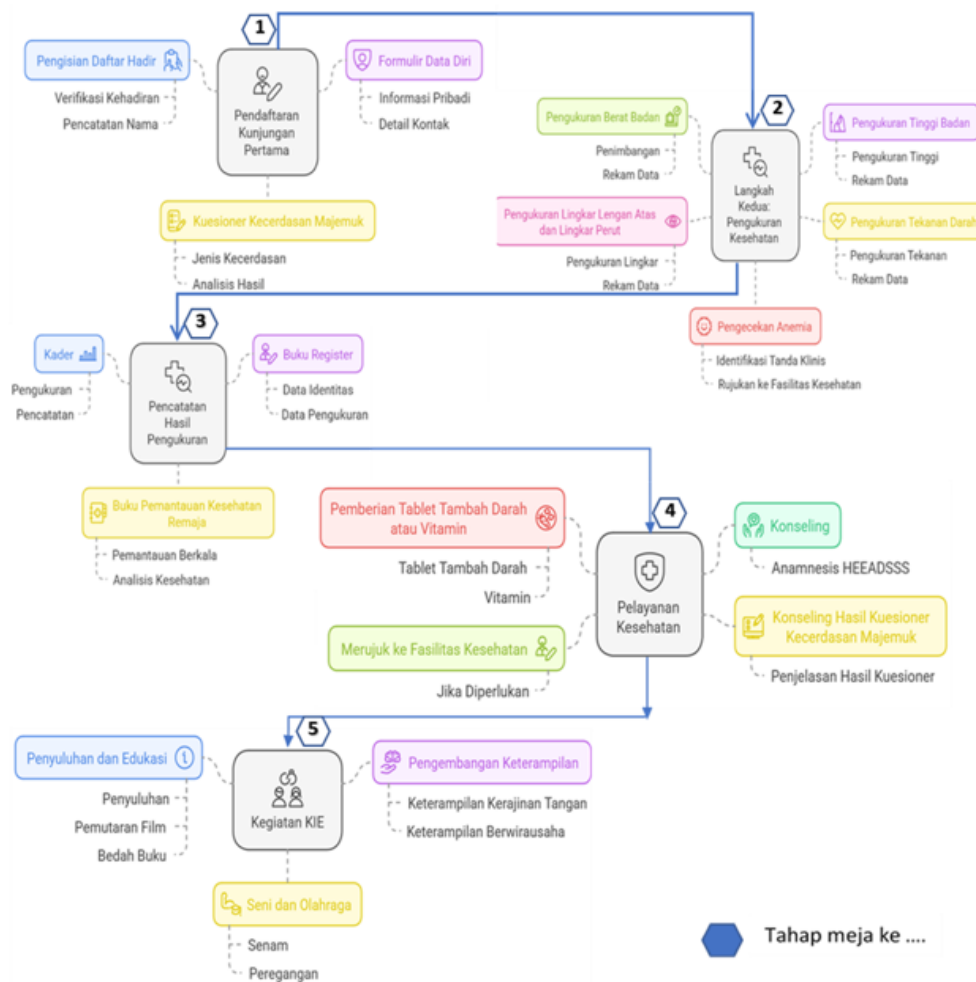 1
Pengisian Daftar Hadir
Verifikasi Kehadiran
Pencatatan Nama
Pendaftaran
Kunjungan
Pertama
Formulir Data Diri
Informasi Pribadi
Detail Kontak
Kuesioner Kecerdasan Majemuk
Jenis Kecerdasan
Analisis Hasil
2
Pengukuran Berat Badan
Penimbangan
Rekam Data
Langkah
Kedua:
Pengukuran
Kesehatan
Pengukuran Tinggi Badan
Pengukuran Tinggi
Rekam Data
Pengukuran Lingkar Lengan Atas
dan Lingkar Perut
Pengukuran Lingkar
Rekam Data
Pengukuran Tekanan Darah
Pengukuran Tekanan
Rekam Data
Pengecekan Anemia
Identifikasi Tanda Klinis
Rujukan ke Fasilitas Kesehatan
3
Kader
Pengukuran
Pencatatan
Pencatatan
Hasil
Pengukuran
Buku Register
Data Identitas
Data Pengukuran
Buku Pemantauan Kesehatan
Remaja
Pemantauan Berkala
Analisis Kesehatan
4
Pemberian Tablet Tambah Darah
atau Vitamin
Tablet Tambah Darah
Vitamin
Pelayanan
Kesehatan
Konseling
Anamnesis HEEADSSS
Merujuk ke Fasilitas Kesehatan
Jika Diperlukan
Konseling Hasil Kuesioner
Kecerdasan Majemuk
Penjelasan Hasil Kuesioner
5
Penyuluhan dan Edukasi
Penyuluhan
Pemutaran Film
Bedah Buku
Kegiatan KIE
Pengembangan Keterampilan
Keterampilan Kerajinan Tangan
Keterampilan Berwirausaha
Seni dan Olahraga
Senam
Peregangan
Tahap meja ke ....